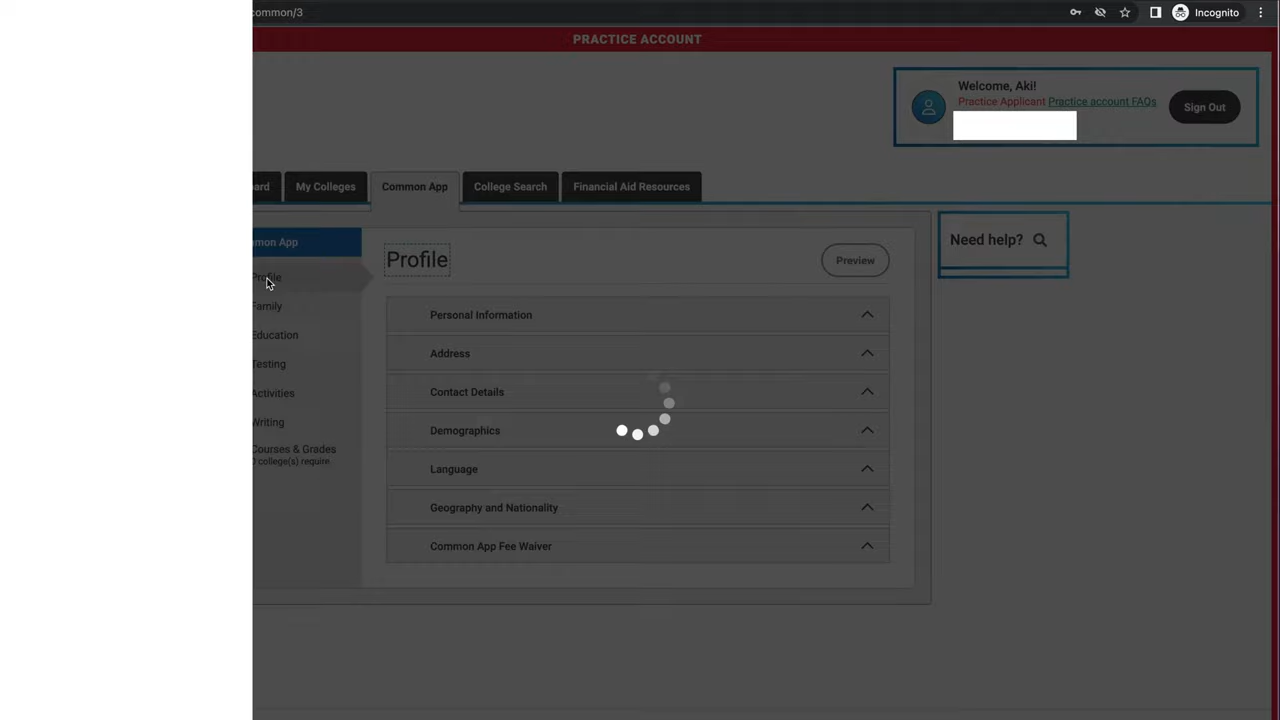 common/3
Incognito
PRACTICE ACCOUNT
Welcome, Aki!
Practice Applicant Practice account FAQs
Sign Out
ard
My Colleges
Common App
College Search
Financial Aid Resources
mon App
Profile
Family
Education
Testing
Activities
Writing
Courses & Grades
0 college(s) require
Profile
Preview
Personal Information
Address
Contact Details
Demographics
Language
Geography and Nationality
Common App Fee Waiver
Need help?